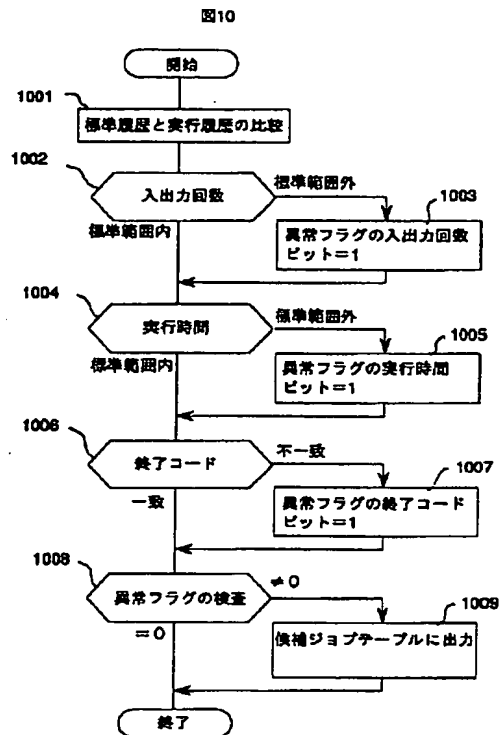 図10
開始
1001
標準履歴と実行履歴の比較
1002
入出力回数
標準範囲外
標準範囲内
1003
異常フラグの入出力回数
ビット=1
1004
実行時間
標準範囲外
標準範囲内
1005
異常フラグの実行時間
ビット=1
1006
終了コード
不一致
一致
1007
異常フラグの終了コード
ビット=1
1008
異常フラグの検査
≠0
=0
1009
候補ジョブテーブルに出力
終了